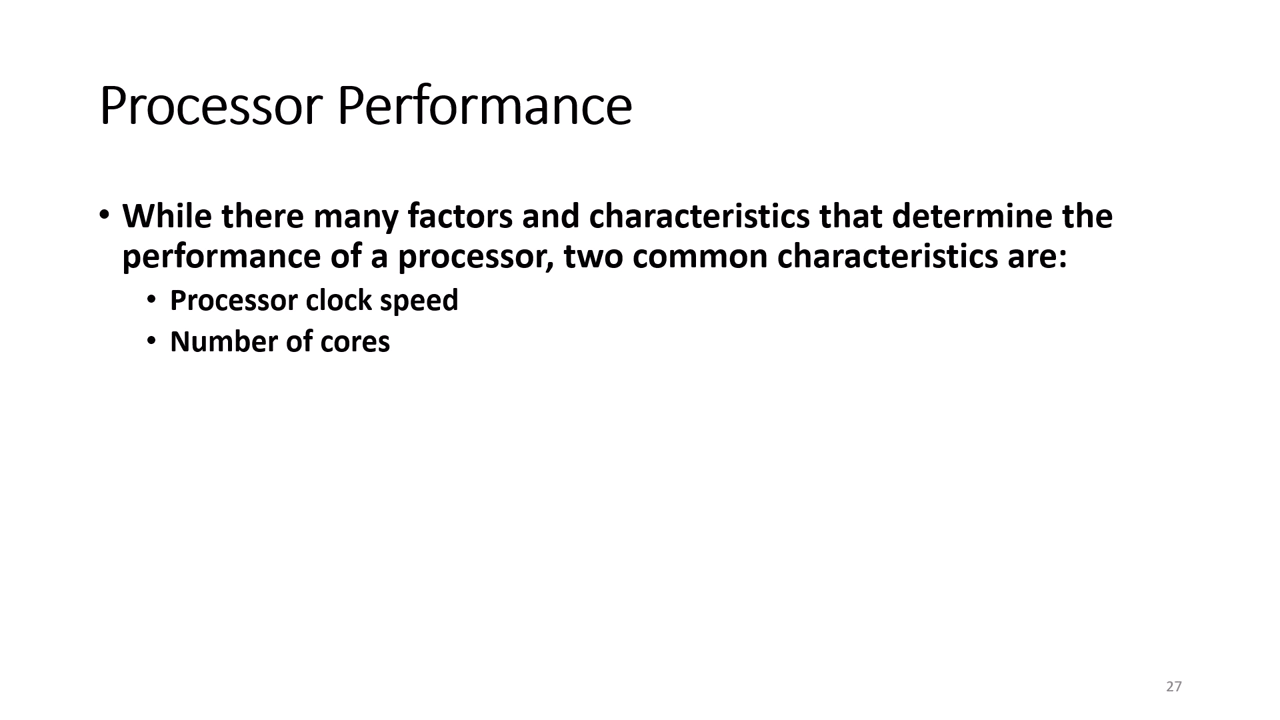 Processor Performance
• While there many factors and characteristics that determine the
performance of a processor, two common characteristics are:
• Processor clock speed
• Number of cores
27